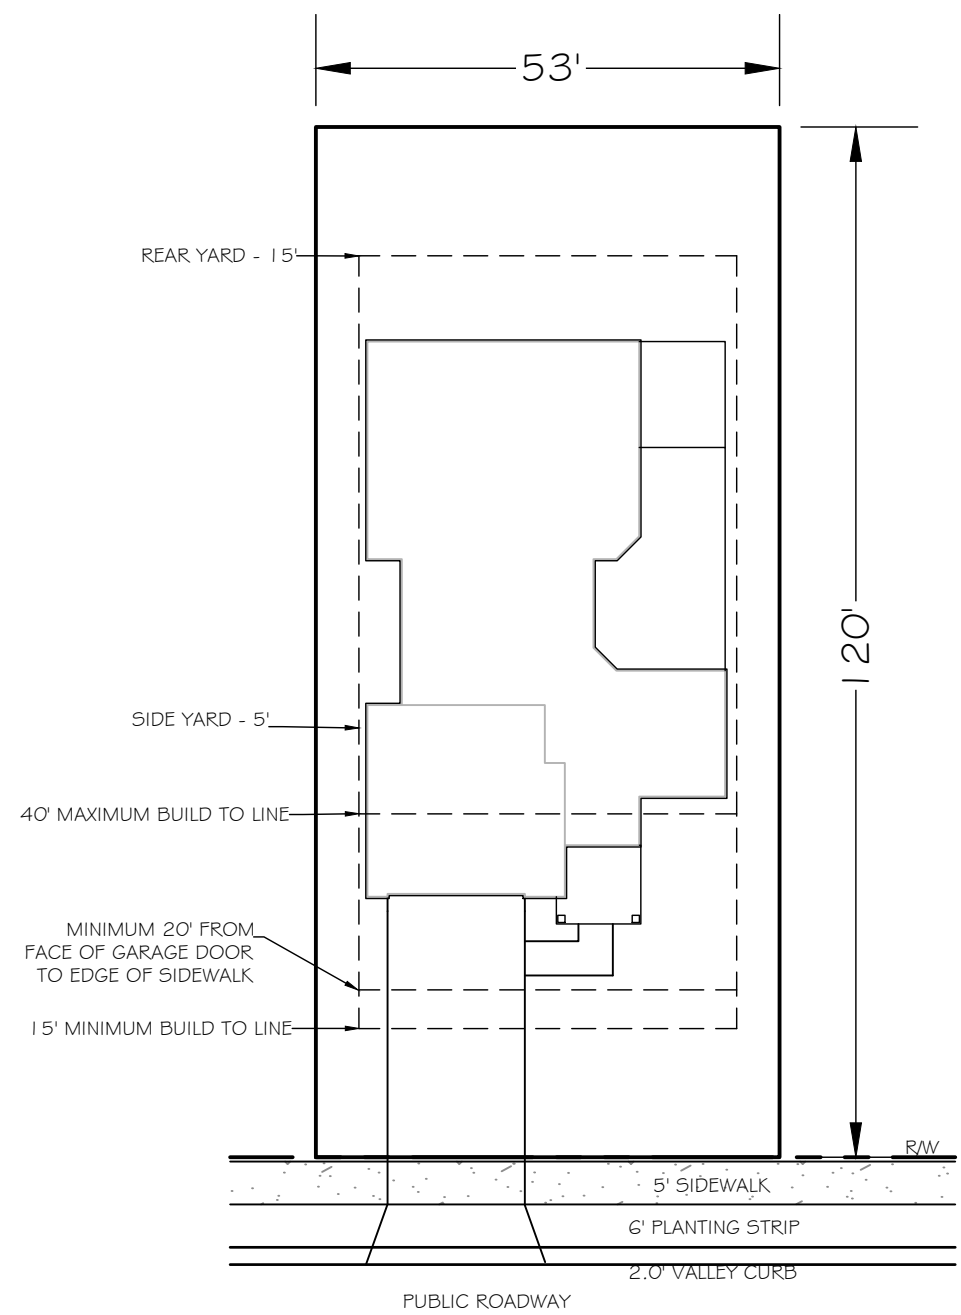 53'
REAR YARD - 15'
120'
SIDE YARD - 5'
40' MAXIMUM BUILD TO LINE
MINIMUM 20' FROM
FACE OF GARAGE DOOR
TO EDGE OF SIDEWALK
15' MINIMUM BUILD TO LINE
R/W
5' SIDEWALK
6' PLANTING STRIP
2.0' VALLEY CURB
PUBLIC ROADWAY